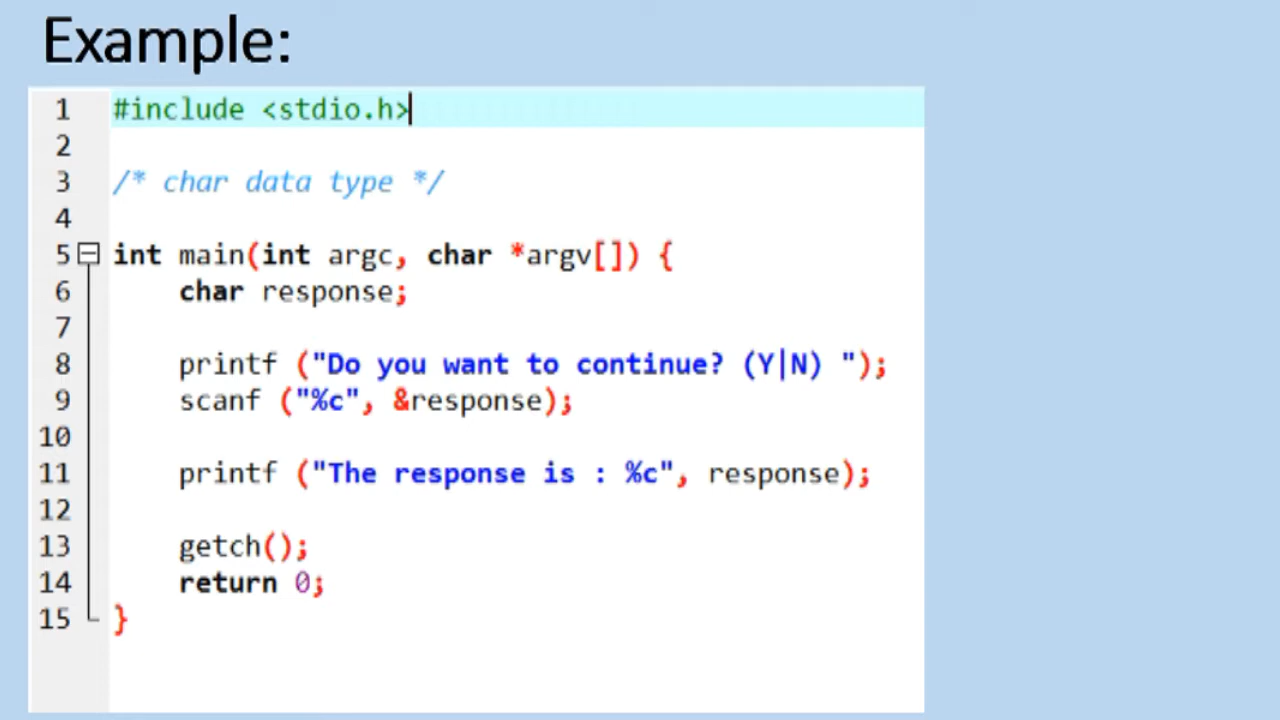 Example:
1 #include <stdio.h>
2
3 /* char data type */
4
5 int main(int argc, char *argv[]) {
6 char response;
7
8 printf ("Do you want to continue? (Y|N) ");
9 scanf ("%c", &response);
10
11 printf ("The response is : %c", response);
12
13 getch();
14 return 0;
15 }